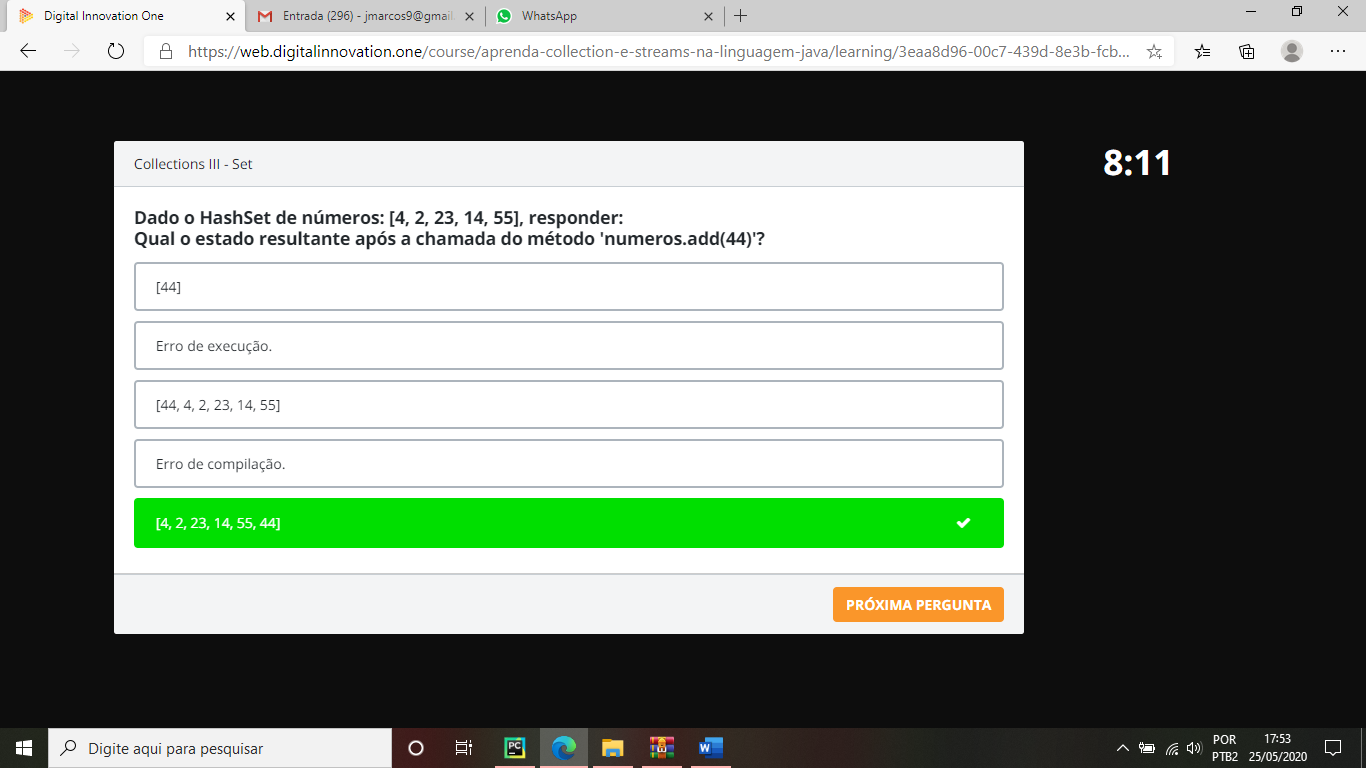 Digital Innovation One
Entrada (296) - jmarcos9@gmail.
WhatsApp
https://web.digitalinnovation.one/course/aprenda-collection-e-streams-na-linguagem-java/learning/3eaa8d96-00c7-439d-8e3b-fcb...
Collections III - Set
8:11
Dado o HashSet de números: [4, 2, 23, 14, 55], responder:
Qual o estado resultante após a chamada do método 'numeros.add(44)'?
[44]
Erro de execução.
[44, 4, 2, 23, 14, 55]
Erro de compilação.
[4, 2, 23, 14, 55, 44]
PRÓXIMA PERGUNTA
Digite aqui para pesquisar
PC
W
POR
PTB2
17:53
25/05/2020